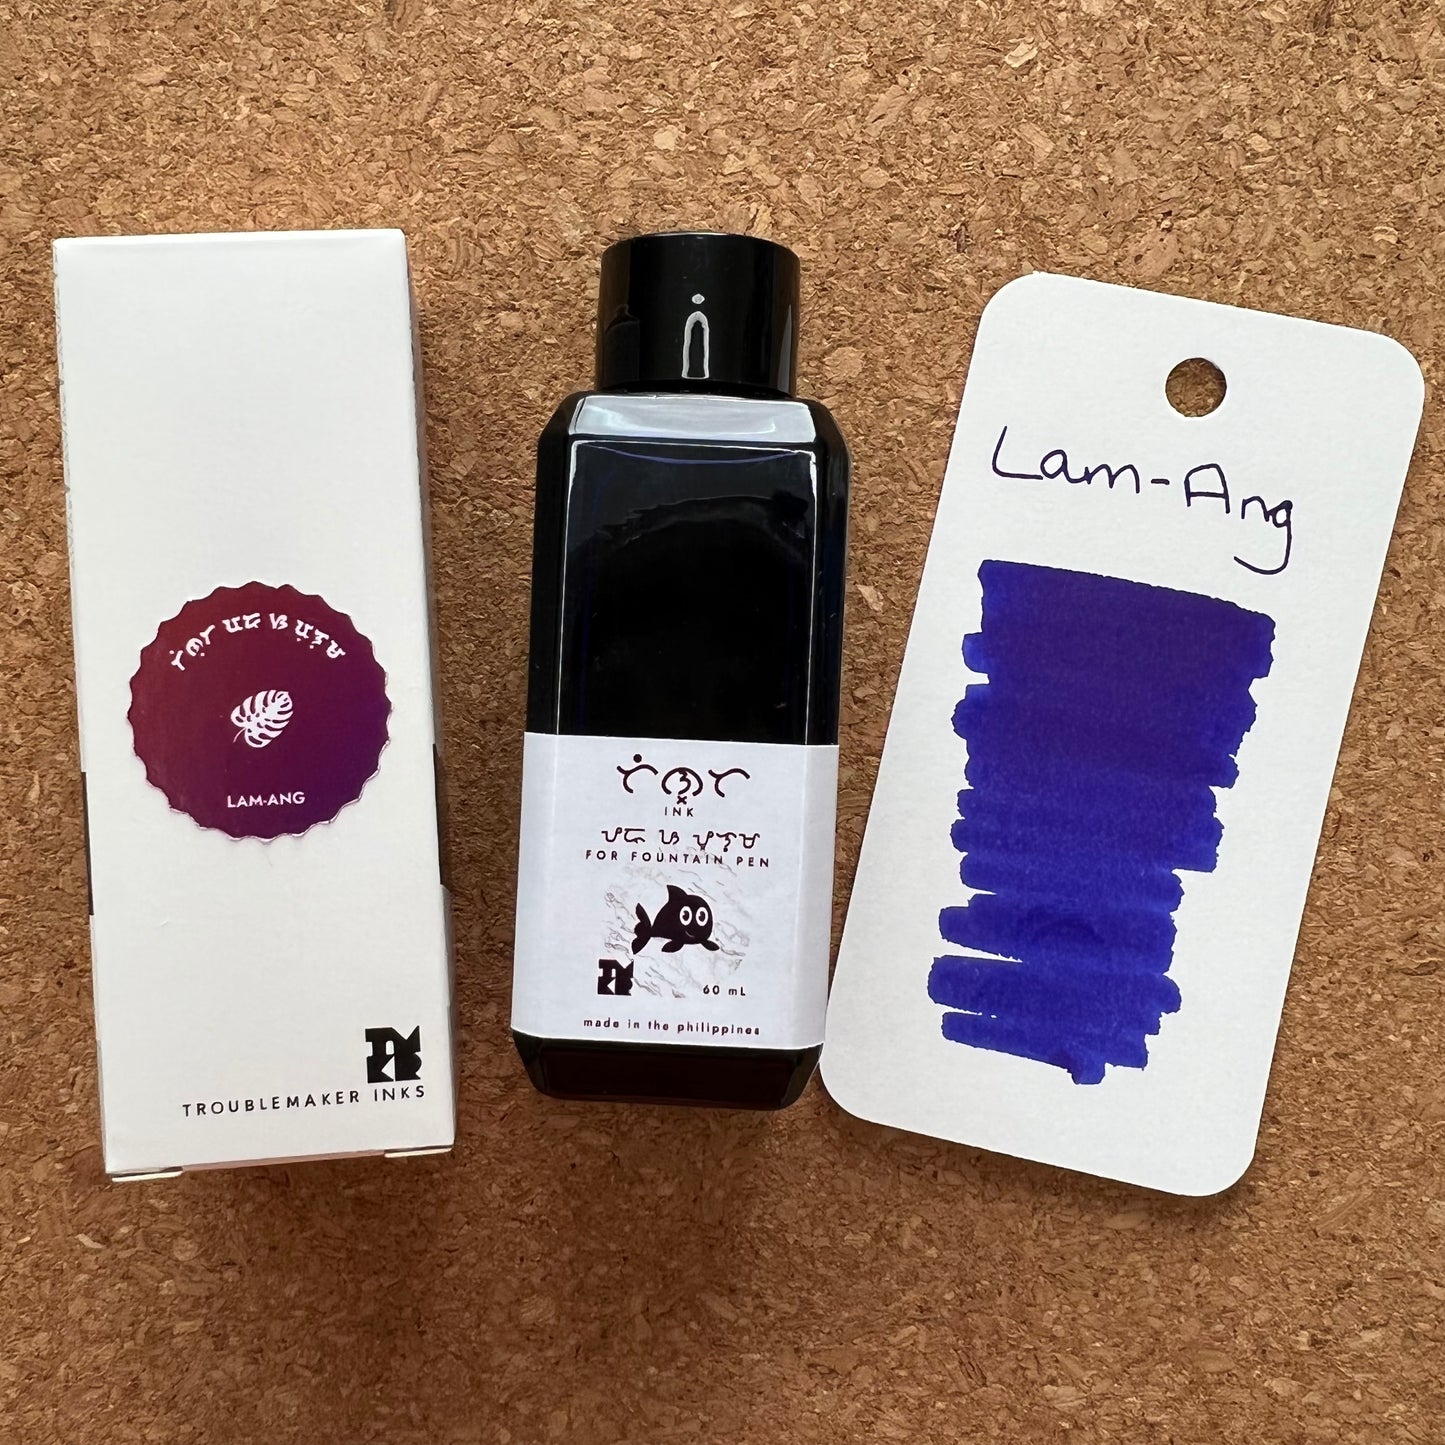 LAM-ANG
TROUBLEMAKER INKS
ᜆᜒᜈ᜔ᜆ
INK
FOR FOUNTAIN PEN
60 mL
made in the philippines
Lam-Ang